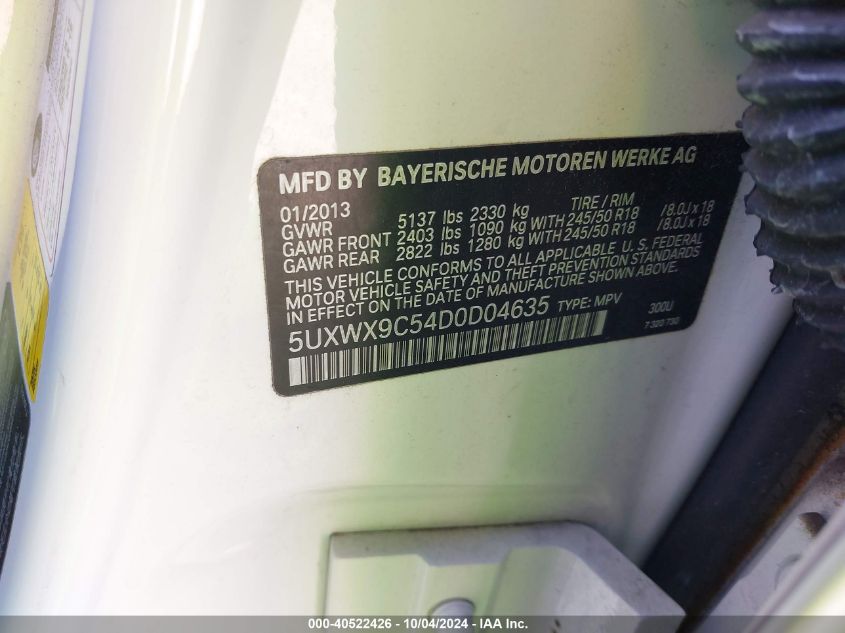 MFD BY BAYERISCHE MOTOREN WERKE AG
01/2013 TIRE / RIM
GVWR 5137 lbs 2330 kg
GAWR FRONT 2403 lbs 1090 kg WITH 245/50 R18 /8.0J x 18
GAWR REAR 2822 lbs 1280 kg WITH 245/50 R18 /8.0J x 18
THIS VEHICLE CONFORMS TO ALL APPLICABLE U. S. FEDERAL
MOTOR VEHICLE SAFETY AND THEFT PREVENTION STANDARDS
IN EFFECT ON THE DATE OF MANUFACTURE SHOWN ABOVE.
5UXWX9C54D0D04635 TYPE: MPV 300U
7 320 730
000-40522426 - 10/04/2024 - IAA Inc.